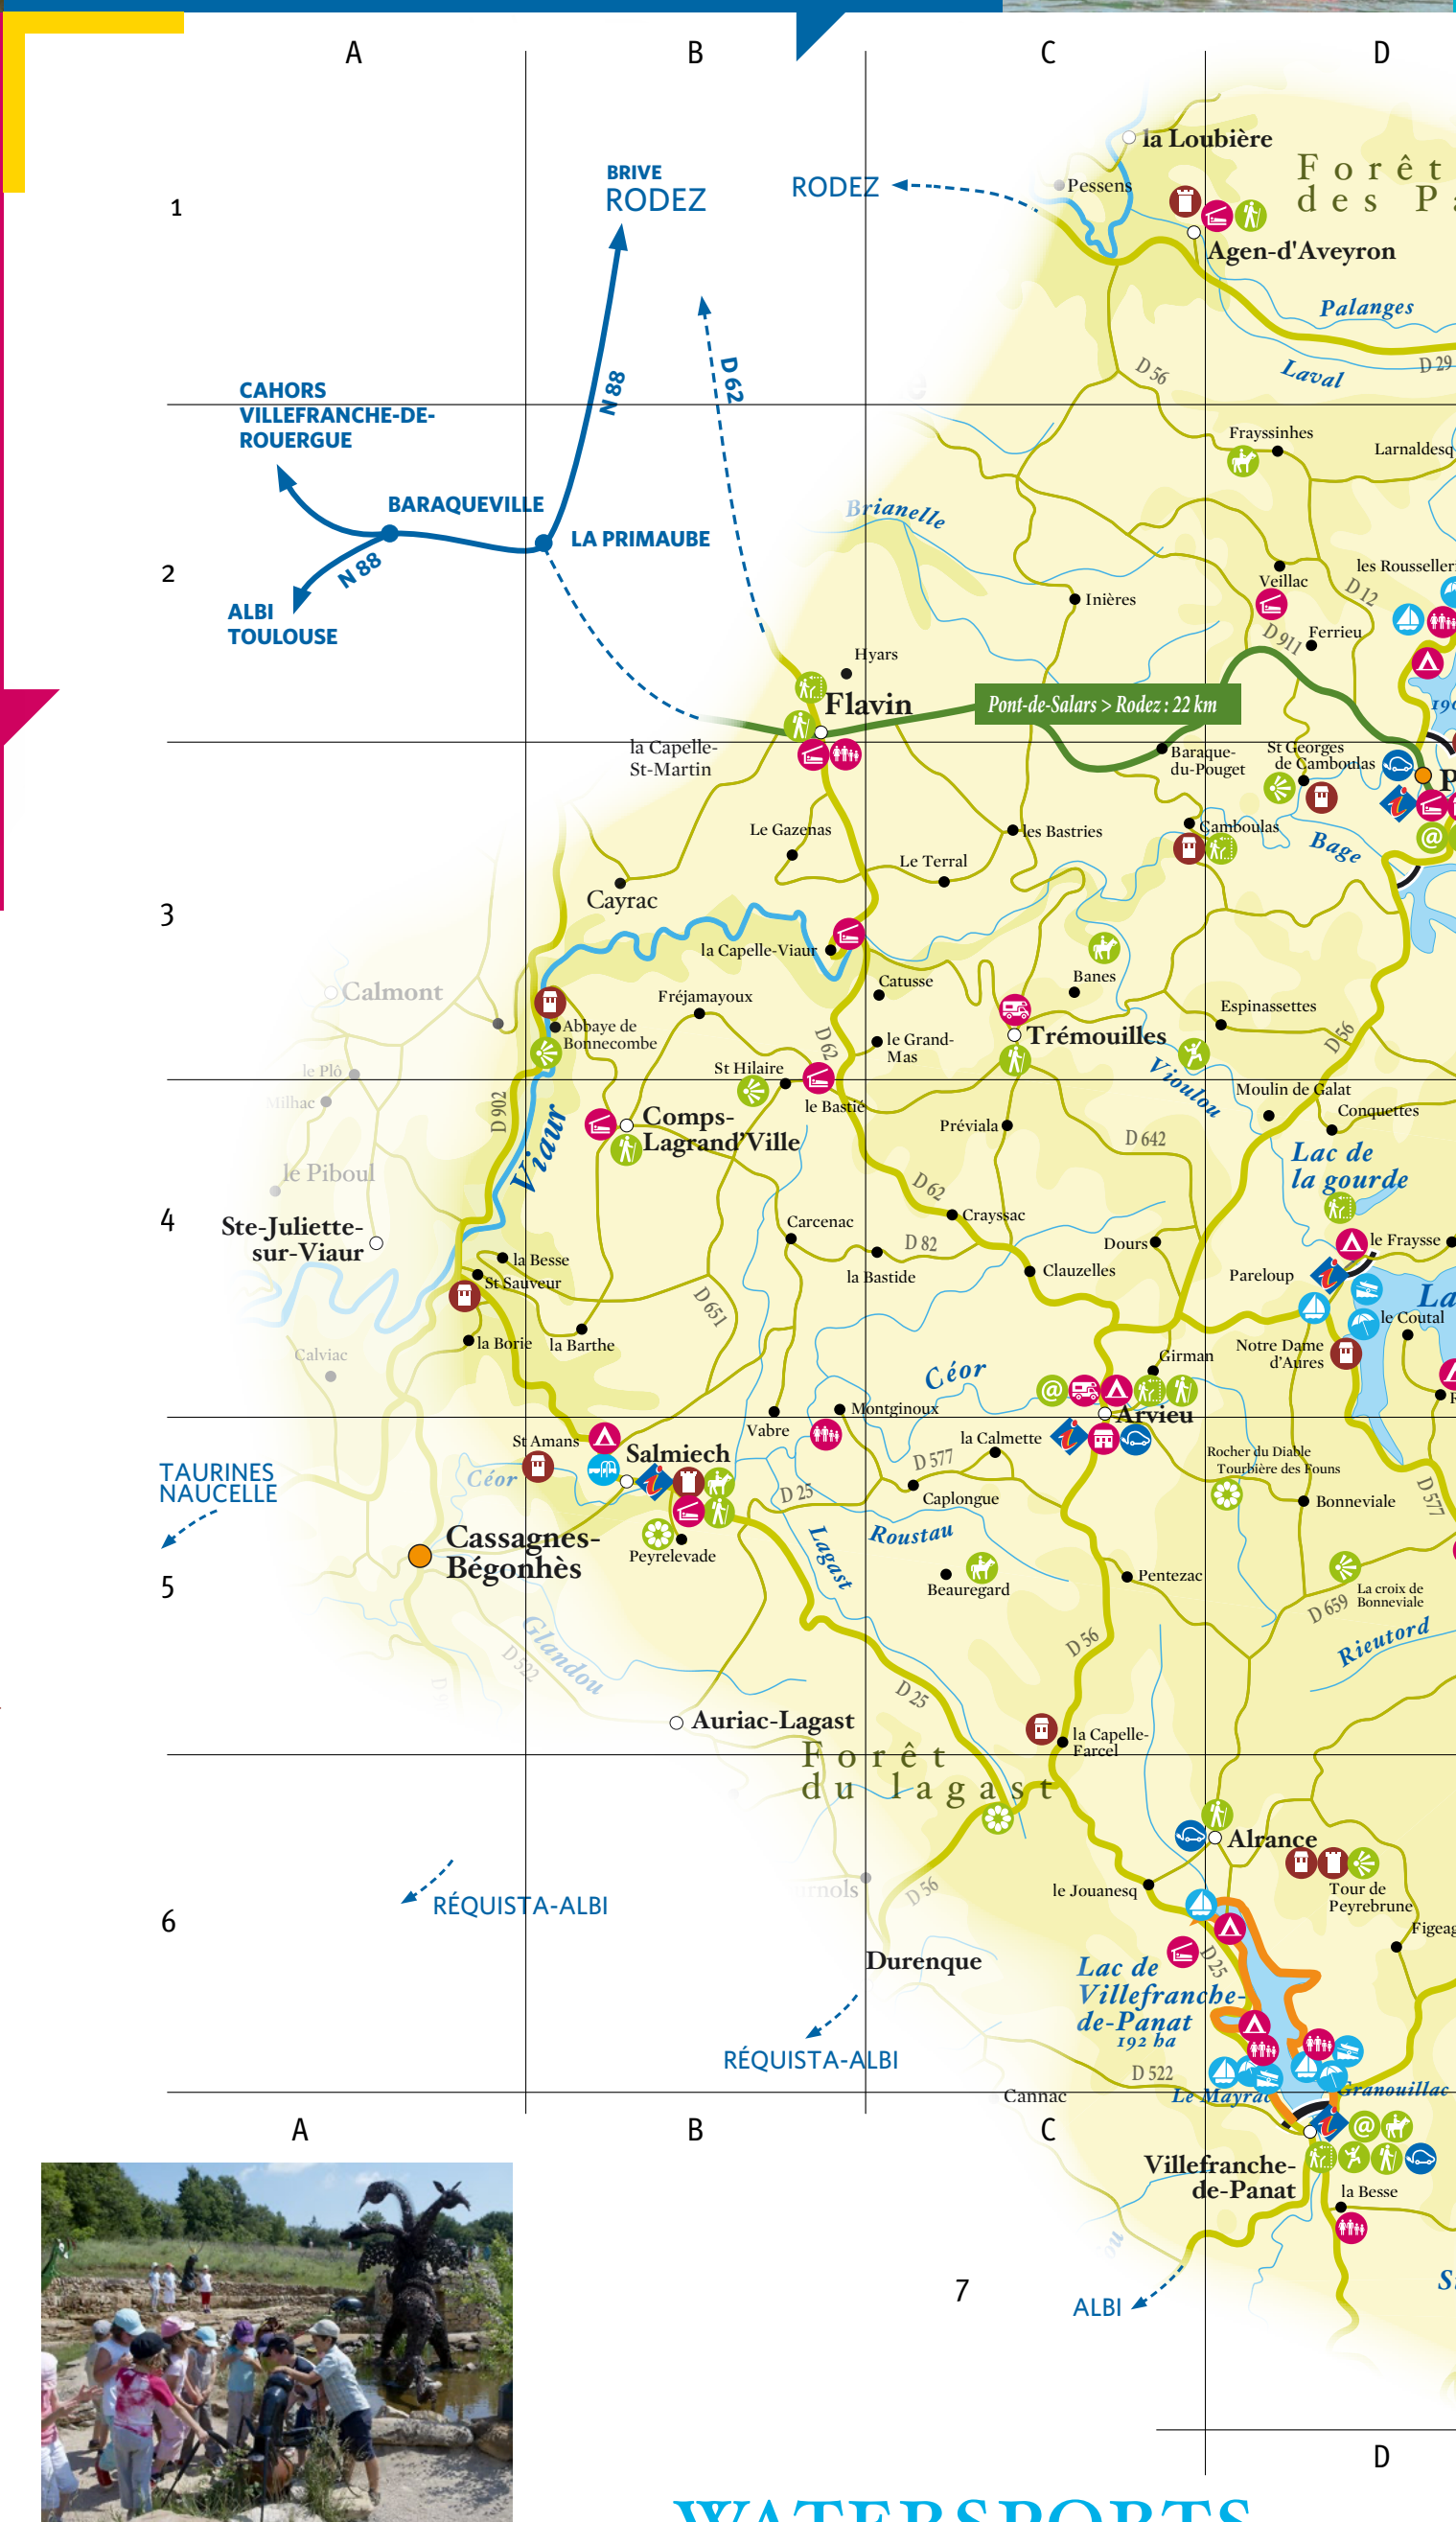 A
B
C
D
1
BRIVE
RODEZ
RODEZ
la Loubière
Pessens
Forêt
des Pa
Agen-d'Aveyron
Palanges
Laval
D 29
D 56
N 88
D 62
CAHORS
VILLEFRANCHE-DE-
ROUERGUE
BARAQUEVILLE
LA PRIMAUBE
N 88
ALBI
TOULOUSE
2
Frayssinhes
Larnaldesq
Brianelle
Inières
Veillac
les Rousseller
D 12
D 911
Ferrieu
190
Hyars
Flavin
Pont-de-Salars > Rodez : 22 km
la Capelle-
St-Martin
Baraque-
du-Pouget
St Georges
de Camboulas
P
Le Gazenas
les Bastries
Camboulas
Bage
Le Terral
Cayrac
3
la Capelle-Viaur
Calmont
Catusse
Banes
Fréjamayoux
Espinassettes
Abbaye de
Bonnecombe
D 62
le Grand-
Mas
Trémouilles
D 56
le Plô
St Hilaire
Vioulou
Milhac
le Bastié
Moulin de Galat
Conquettes
D 902
Viaur
Comps-
Lagrand'Ville
Préviala
D 642
Lac de
la gourde
le Piboul
4
D 62
Ste-Juliette-
sur-Viaur
Carcenac
Crayssac
D 82
Dours
le Fraysse
la Besse
la Bastide
Clauzelles
Pareloup
St Sauveur
La
D 651
le Coutal
la Borie
la Barthe
Notre Dame
d'Aures
Calviac
Girman
Céor
Montginoux
Arvieu
Vabre
St Amans
Salmiech
la Calmette
Rocher du Diable
Tourbière des Founs
TAURINES
NAUCELLE
Céor
D 577
D 25
Caplongue
Bonneviale
D 577
Cassagnes-
Bégonhès
Peyrelevade
Lagast
Roustau
5
Beauregard
Pentezac
La croix de
Bonneviale
D 659
Rieutord
Glandou
D 522
D 56
D 25
Auriac-Lagast
la Capelle-
Farcel
Forêt
du lagast
Alrance
RÉQUISTA-ALBI
D 56
le Jouanesq
Tour de
Peyrebrune
6
Figeag
Durenque
D 25
Lac de
Villefranche-
de-Panat
192 ha
RÉQUISTA-ALBI
D 522
Cannac
Le Mayrac
Granouillac
A
B
C
Villefranche-
de-Panat
la Besse
7
ALBI
D
WATERSPORTS